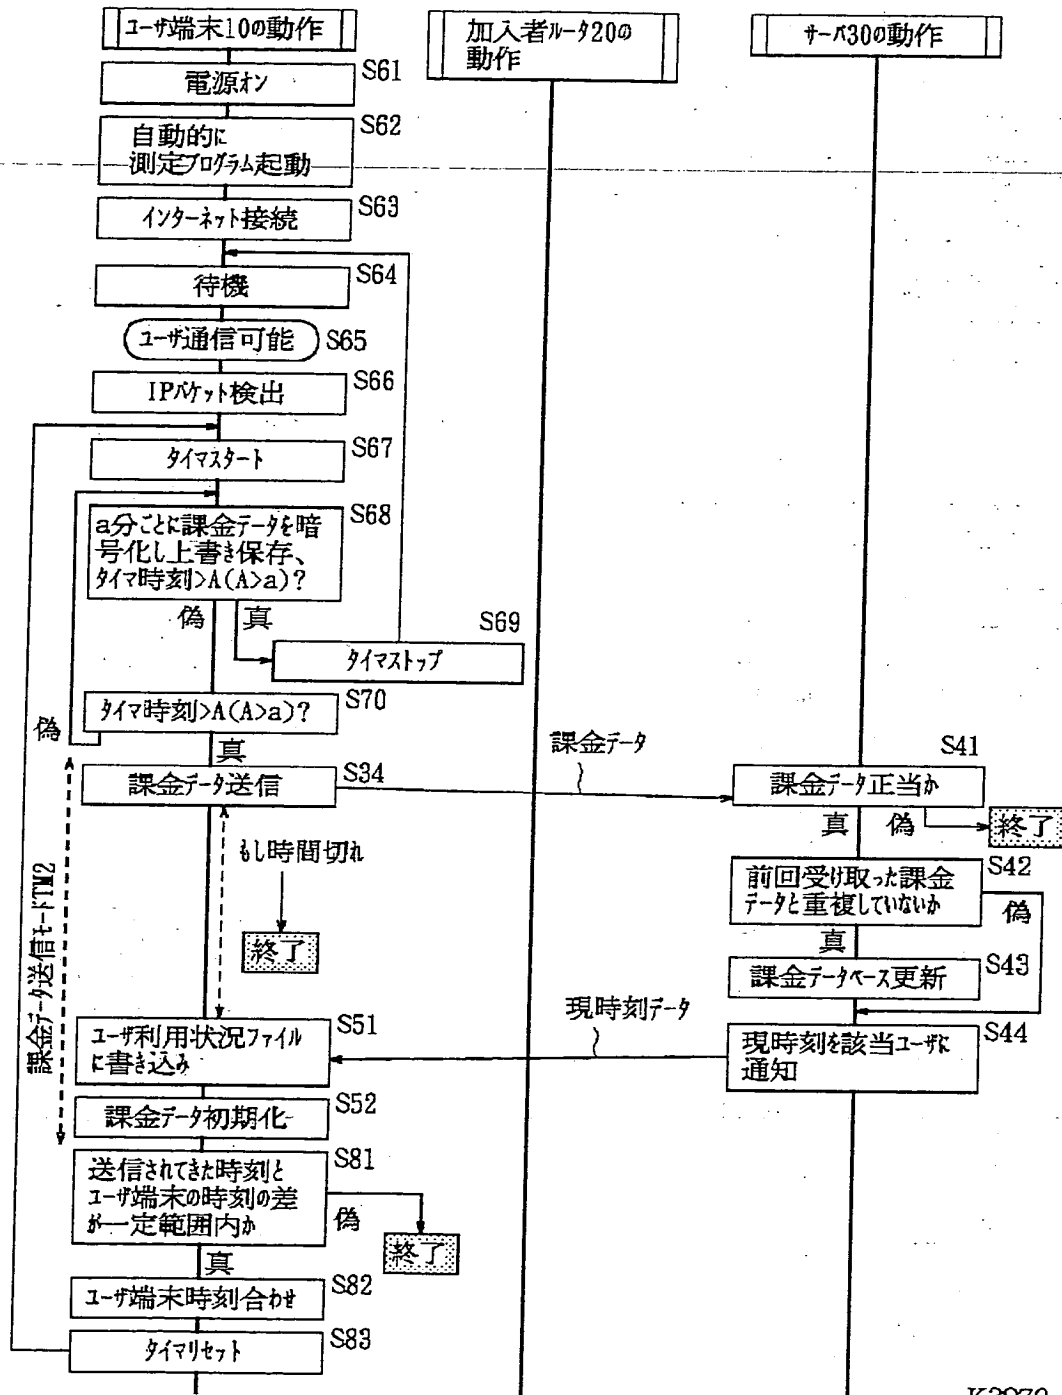 ユーザ端末10の動作
加入者ルータ20の
動作
サーバ30の動作
S61
電源オン
S62
自動的に
測定プログラム起動
S63
インターネット接続
S64
待機
ユーザ通信可能
S65
S66
IPパケット検出
S67
タイマスタート
S68
a分ごとに課金データを暗
号化し上書き保存、
タイマ時刻>A(A>a)?
偽
真
S69
タイマストップ
S70
タイマ時刻>A(A>a)?
偽
真
S34
課金データ送信
課金データ
S41
課金データ正当か
真
偽
終了
もし時間切れ
終了
課金データ送信モードTM2
S42
前回受け取った課金
データと重複していないか
偽
真
S43
課金データベース更新
現時刻データ
S44
現時刻を該当ユーザに
通知
S51
ユーザ利用状況ファイル
に書き込み
S52
課金データ初期化
S81
送信されてきた時刻と
ユーザ端末の時刻の差
が一定範囲内か
偽
終了
真
S82
ユーザ端末時刻合わせ
S83
タイマリセット